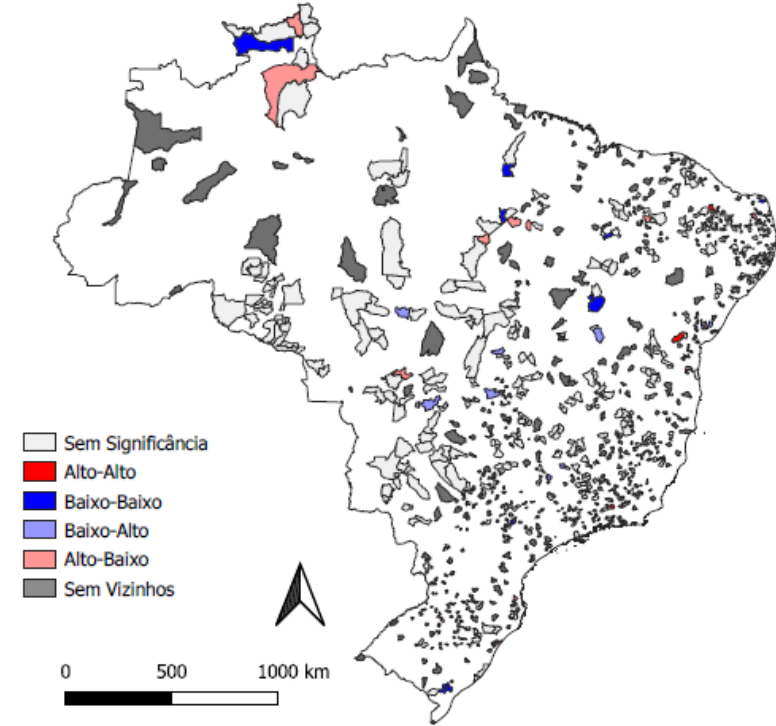 Sem Significância
Alto-Alto
Baixo-Baixo
Baixo-Alto
Alto-Baixo
Sem Vizinhos
0 500 1000 km